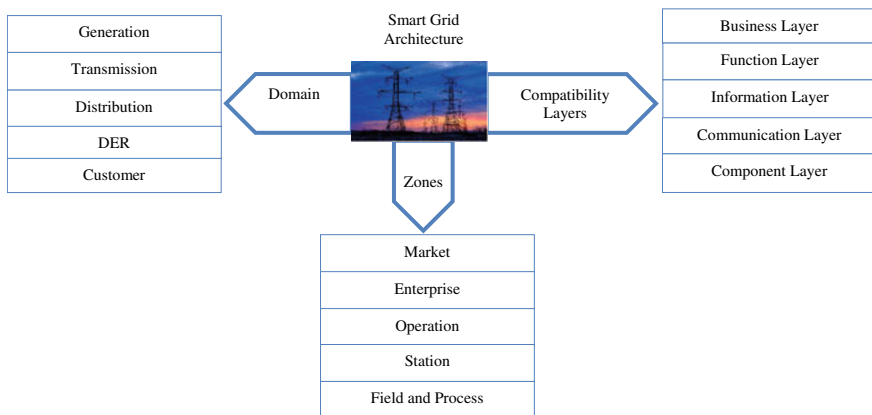 Smart Grid
Architecture
Generation
Transmission
Distribution
DER
Customer
Domain
Compatibility
Layers
Business Layer
Function Layer
Information Layer
Communication Layer
Component Layer
Zones
Market
Enterprise
Operation
Station
Field and Process